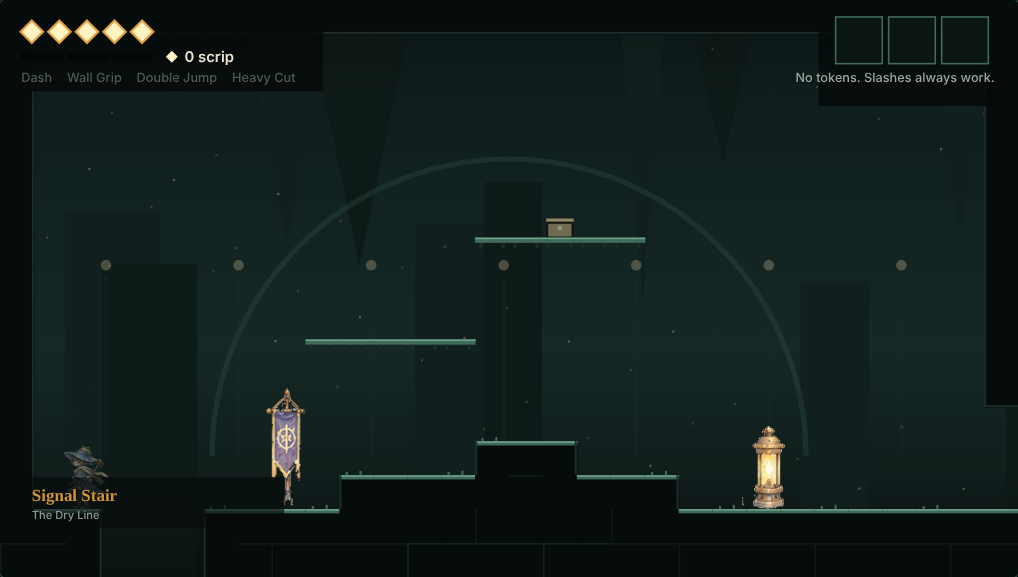 0 scrip
Dash Wall Grip Double Jump Heavy Cut
No tokens. Slashes always work.
Signal Stair
The Dry Line